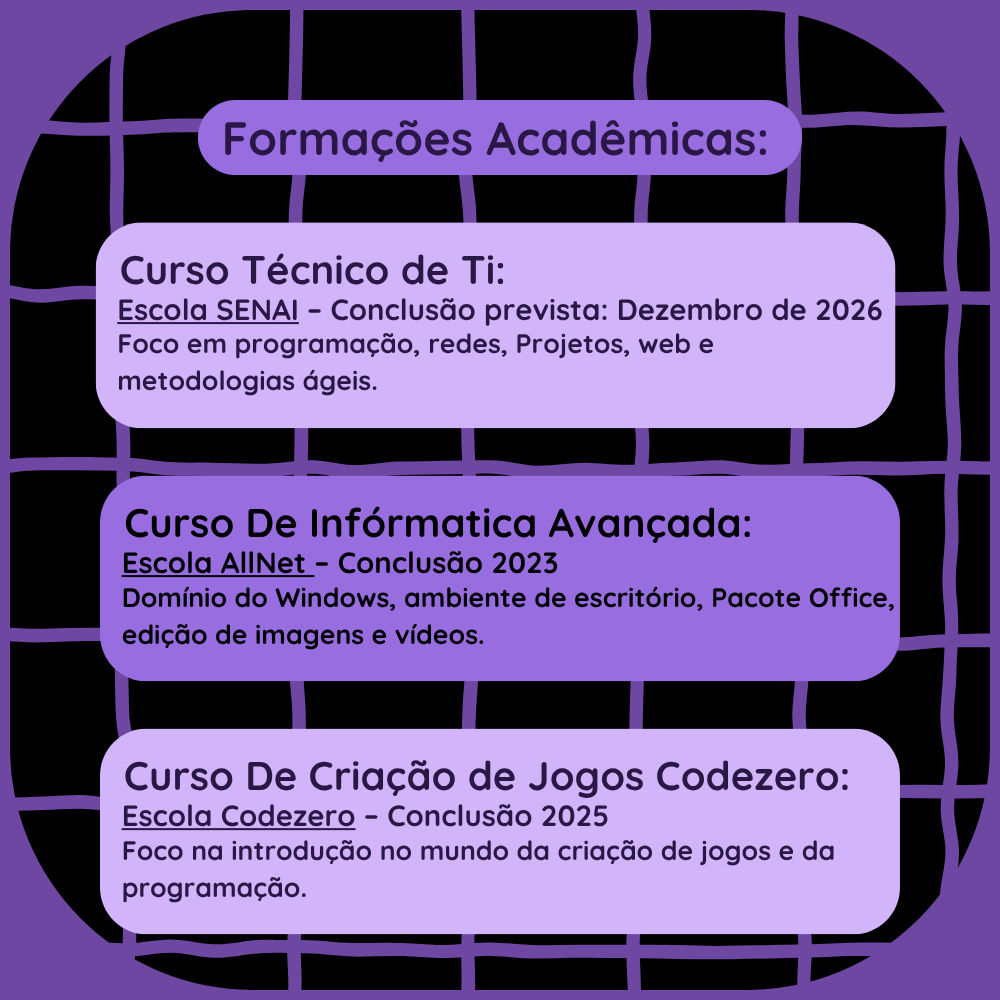 Formações Acadêmicas:
Curso Técnico de Ti:
Escola SENAI – Conclusão prevista: Dezembro de 2026
Foco em programação, redes, Projetos, web e
metodologias ágeis.
Curso De Infórmatica Avançada:
Escola AllNet – Conclusão 2023
Domínio do Windows, ambiente de escritório, Pacote Office,
edição de imagens e vídeos.
Curso De Criação de Jogos Codezero:
Escola Codezero – Conclusão 2025
Foco na introdução no mundo da criação de jogos e da
programação.